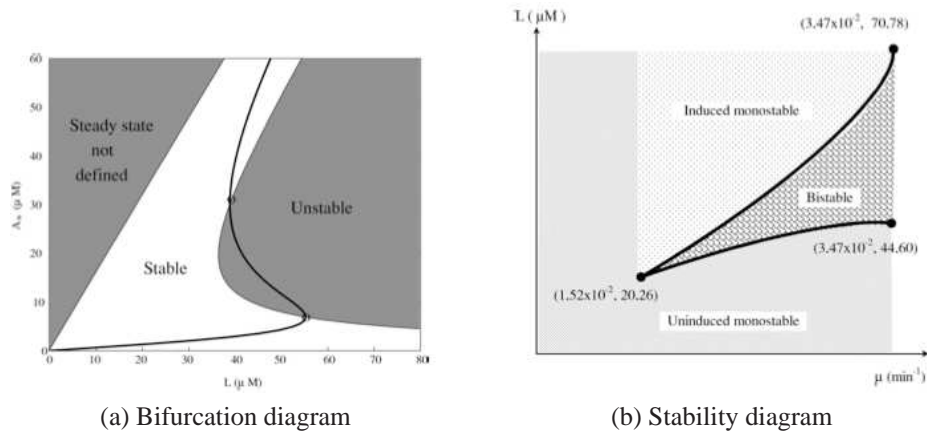 60
50
40
30
20
10
0
A* (μ M)
Steady state
not
defined
Stable
Unstable
0
10
20
30
40
50
60
70
80
L (μ M)
(a) Bifurcation diagram
L (μM)
(3.47x10⁻², 70.78)
Induced monostable
Bistable
(3.47x10⁻², 44.60)
(1.52x10⁻², 20.26)
Uninduced monostable
μ (min⁻¹)
(b) Stability diagram